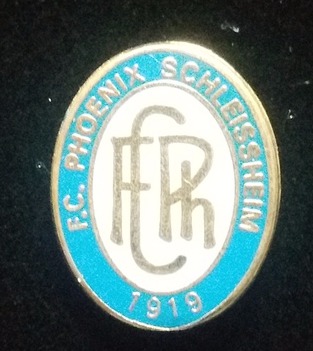 F.C. PHOENIX SCHLEISSHEIM
FCPh
1919